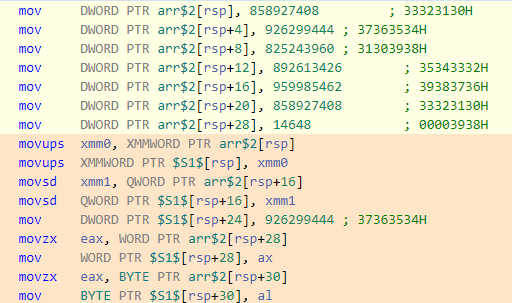 mov DWORD PTR arr$2[rsp], 858927408 ; 33323130H
mov DWORD PTR arr$2[rsp+4], 926299444 ; 37363534H
mov DWORD PTR arr$2[rsp+8], 825243960 ; 31303938H
mov DWORD PTR arr$2[rsp+12], 892613426 ; 35343332H
mov DWORD PTR arr$2[rsp+16], 959985462 ; 39383736H
mov DWORD PTR arr$2[rsp+20], 858927408 ; 33323130H
mov DWORD PTR arr$2[rsp+28], 14648 ; 00003938H
movups xmm0, XMMWORD PTR arr$2[rsp]
movups XMMWORD PTR $S1$[rsp], xmm0
movsd xmm1, QWORD PTR arr$2[rsp+16]
movsd QWORD PTR $S1$[rsp+16], xmm1
mov DWORD PTR $S1$[rsp+24], 926299444 ; 37363534H
movzx eax, WORD PTR arr$2[rsp+28]
mov WORD PTR $S1$[rsp+28], ax
movzx eax, BYTE PTR arr$2[rsp+30]
mov BYTE PTR $S1$[rsp+30], al